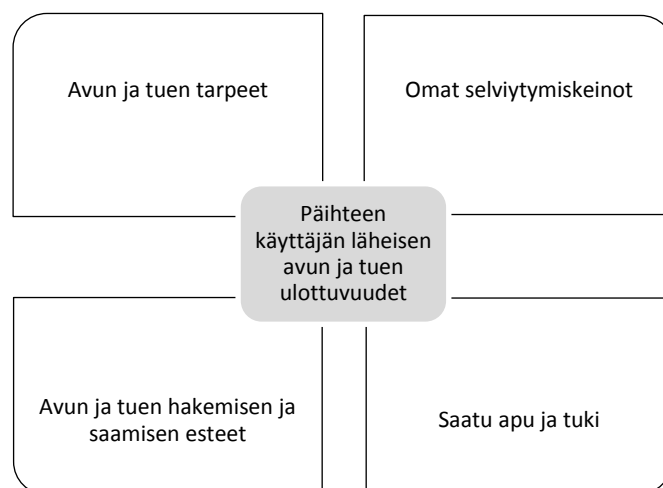 Avun ja tuen tarpeet
Omat selviytymiskeinot
Päihteen
käyttäjän läheisen
avun ja tuen
ulottuvuudet
Avun ja tuen hakemisen ja
saamisen esteet
Saatu apu ja tuki